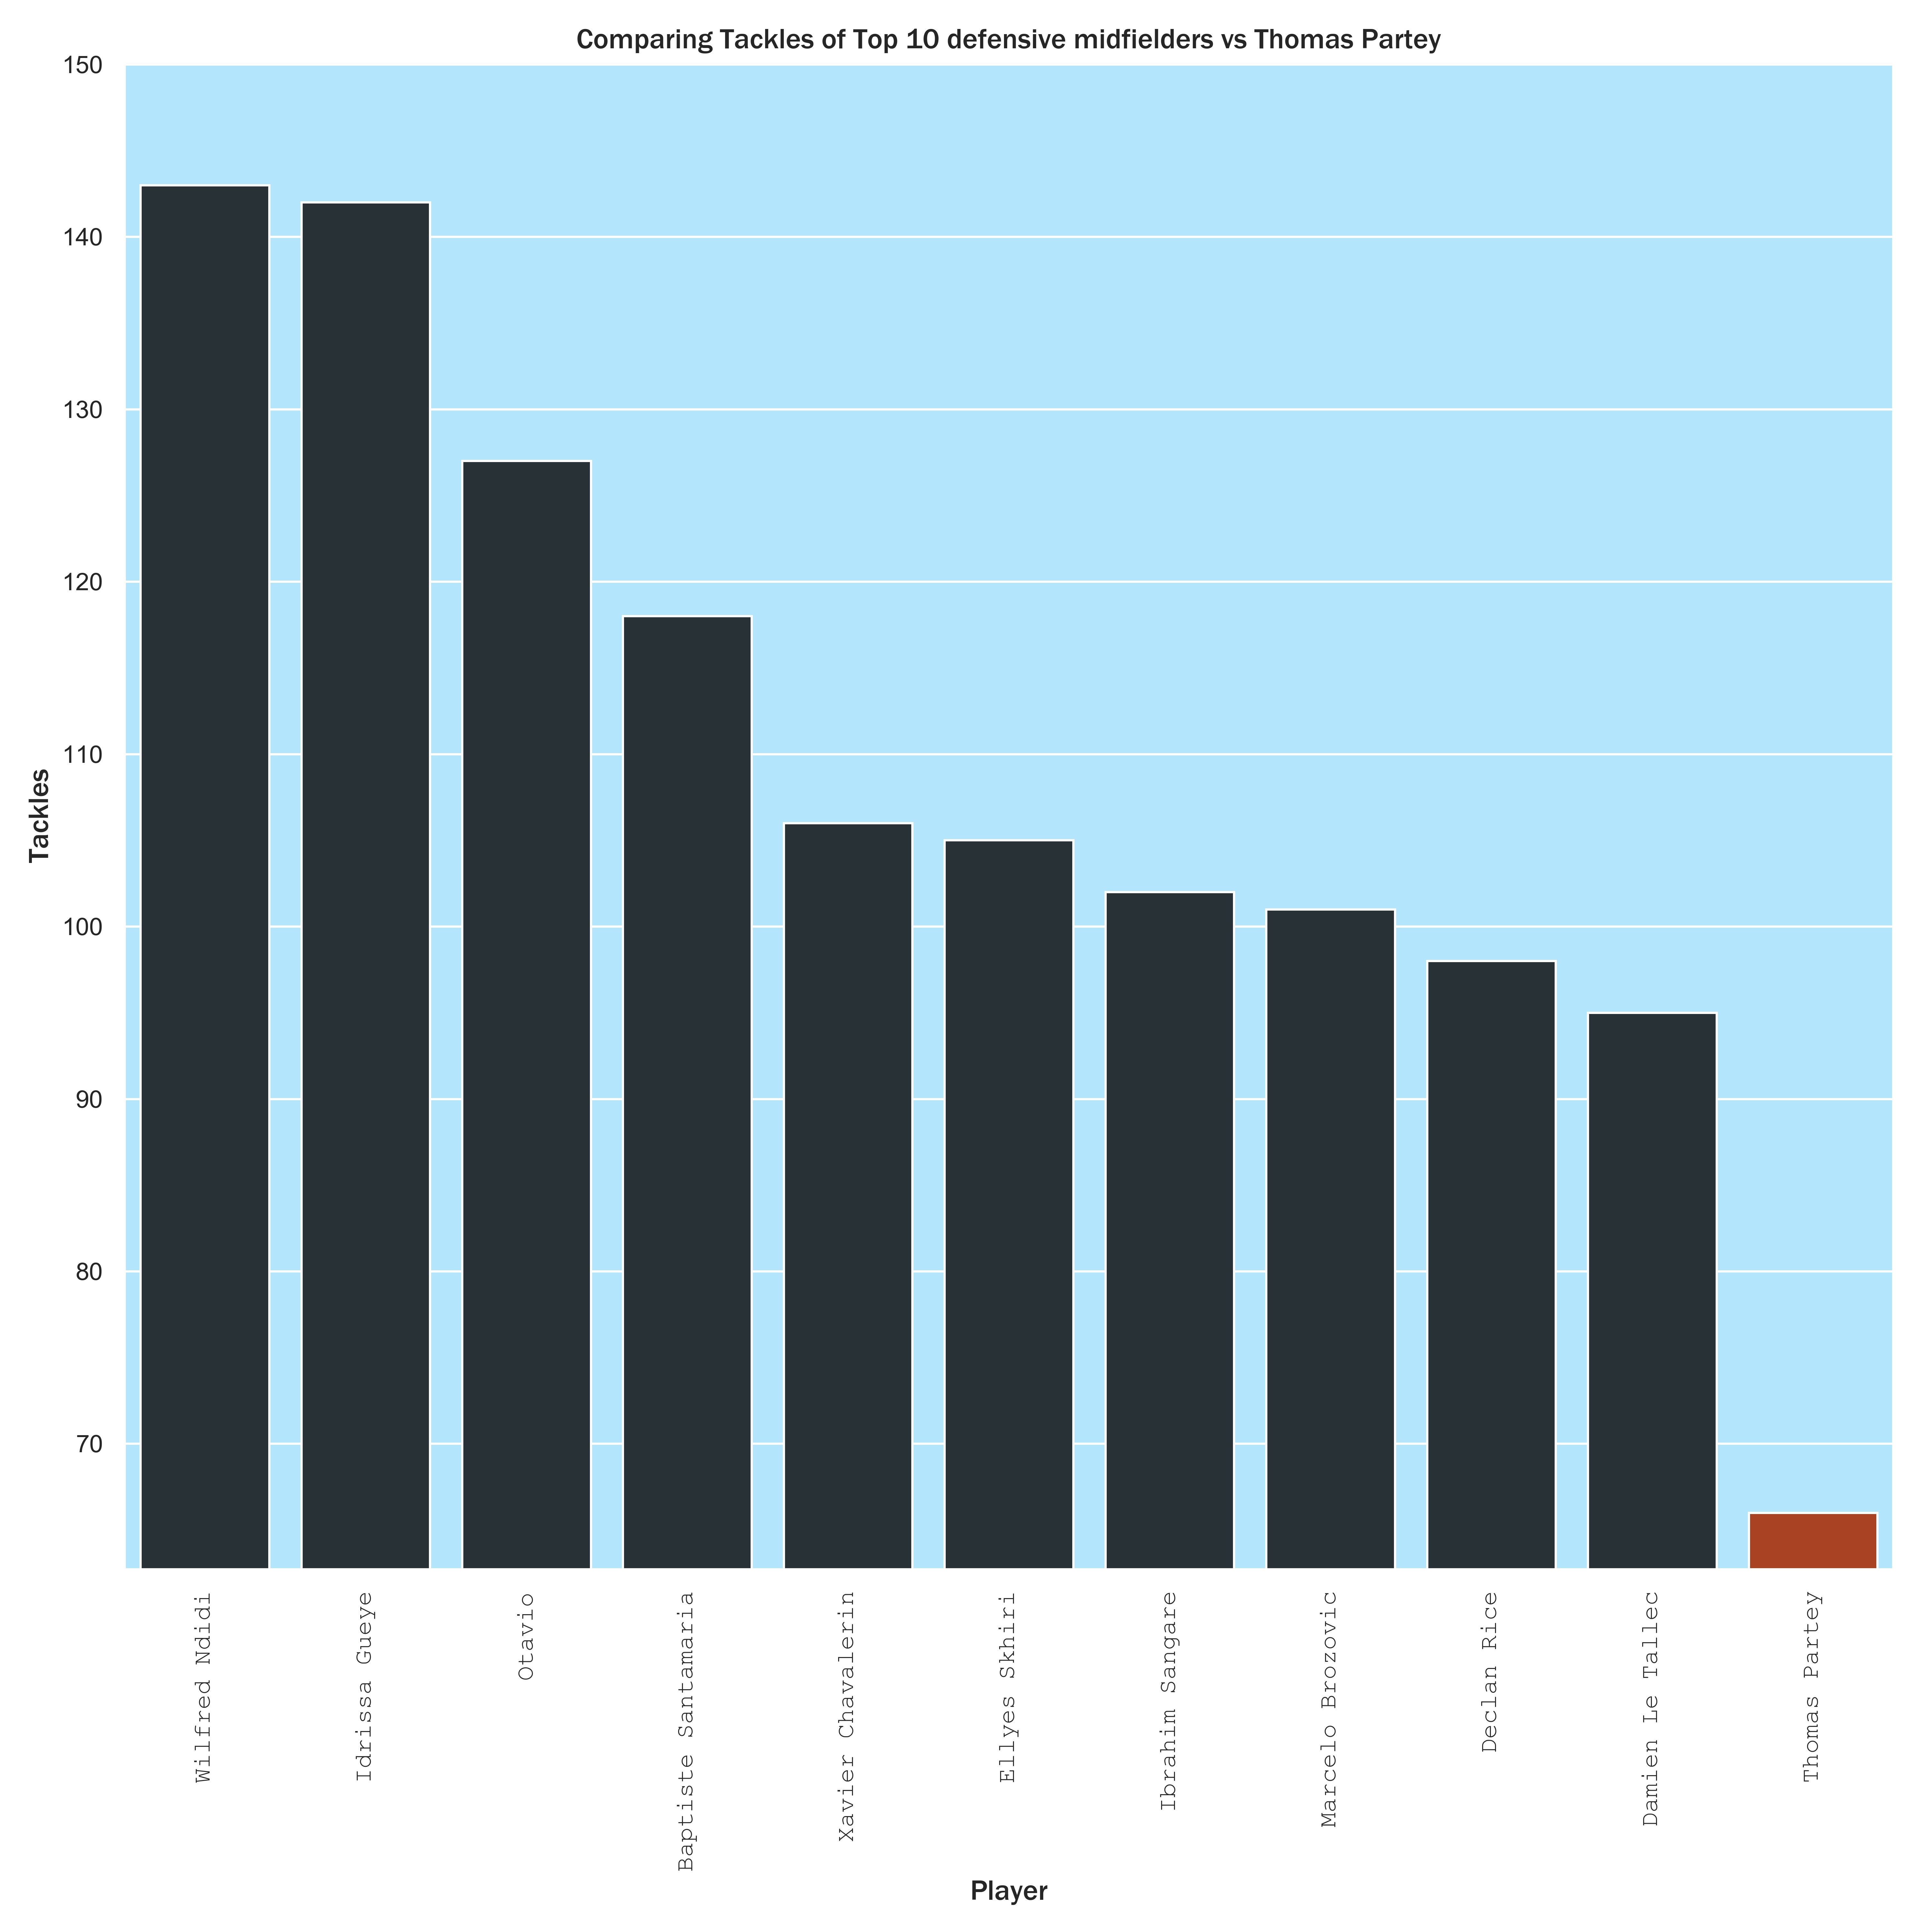 Comparing Tackles of Top 10 defensive midfielders vs Thomas Partey
150
140
130
120
110
100
90
80
70
Tackles
Wilfred Ndidi
Idrissa Gueye
Otavio
Baptiste Santamaria
Xavier Chavalerin
Ellyes Skhiri
Ibrahim Sangare
Marcelo Brozovic
Declan Rice
Damien Le Tallec
Thomas Partey
Player